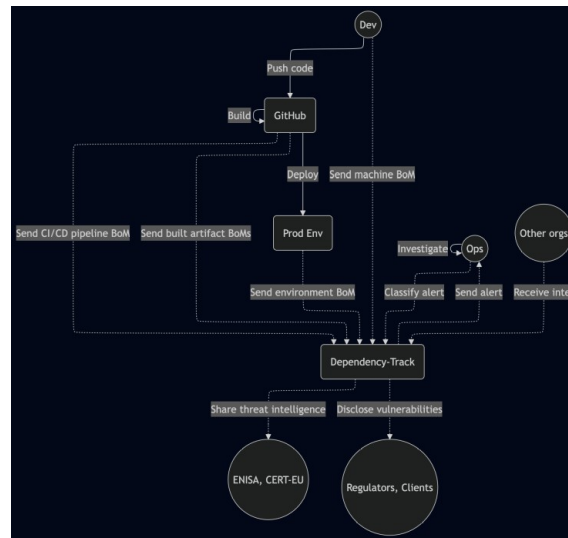 Dev
Push code
Build
GitHub
Deploy
Send machine BoM
Send CI/CD pipeline BoM
Send built artifact BoMs
Prod Env
Investigate
Ops
Other orgs
Send environment BoM
Classify alert
Send alert
Receive inte
Dependency-Track
Share threat intelligence
Disclose vulnerabilities
ENISA, CERT-EU
Regulators, Clients